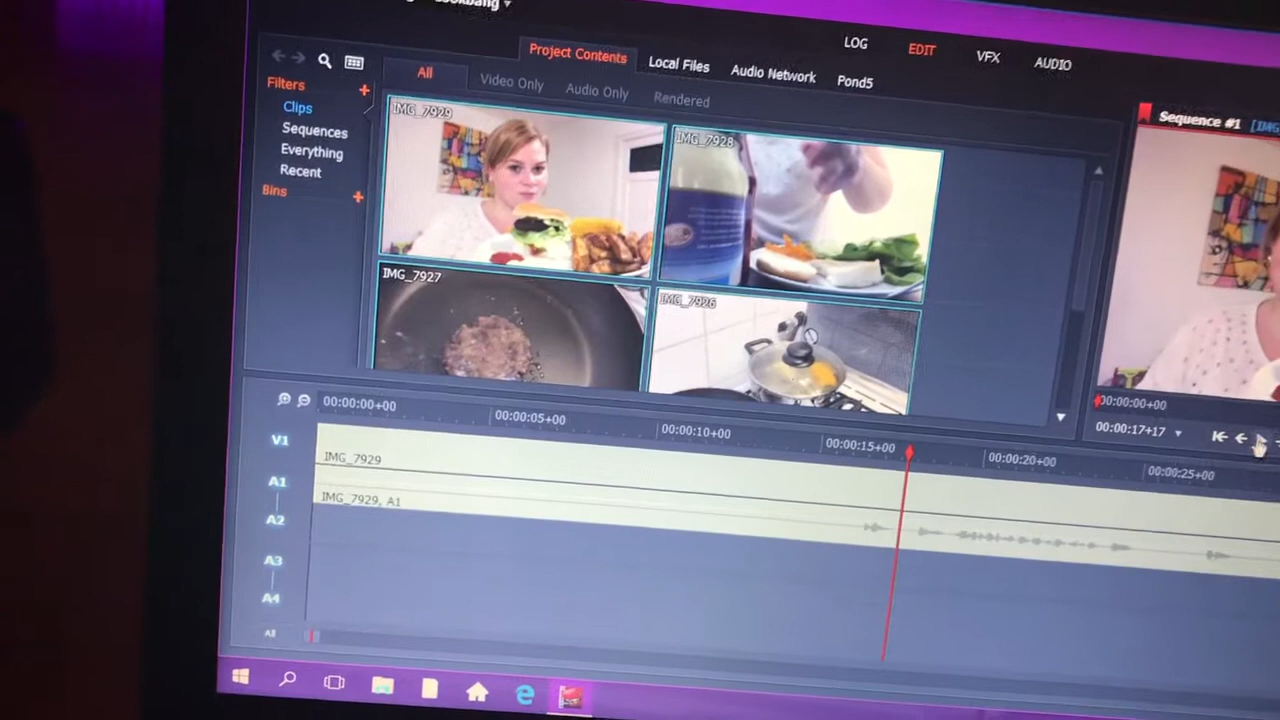 LOG EDIT VFX AUDIO
Project Contents Local Files Audio Network Pond5
All Video Only Audio Only Rendered
Filters +
Clips
Sequences
Everything
Recent
Bins +
IMG_7929
IMG_7928
IMG_7927
IMG_7926
Sequence #1 [IMG
00:00:00+00
00:00:17+17
00:00:00+00 00:00:05+00 00:00:10+00 00:00:15+00 00:00:20+00 00:00:25+00
V1
IMG_7929
A1
IMG_7929, A1
A2
A3
A4
All